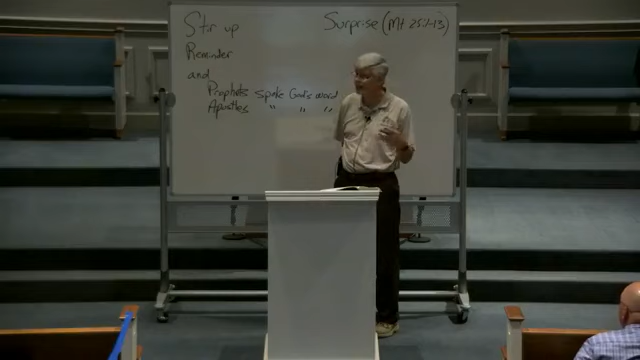 Stir up
Surprise (Mt 25:1-13)
Reminder
and
Prophets spoke God's word
Apostles " " "